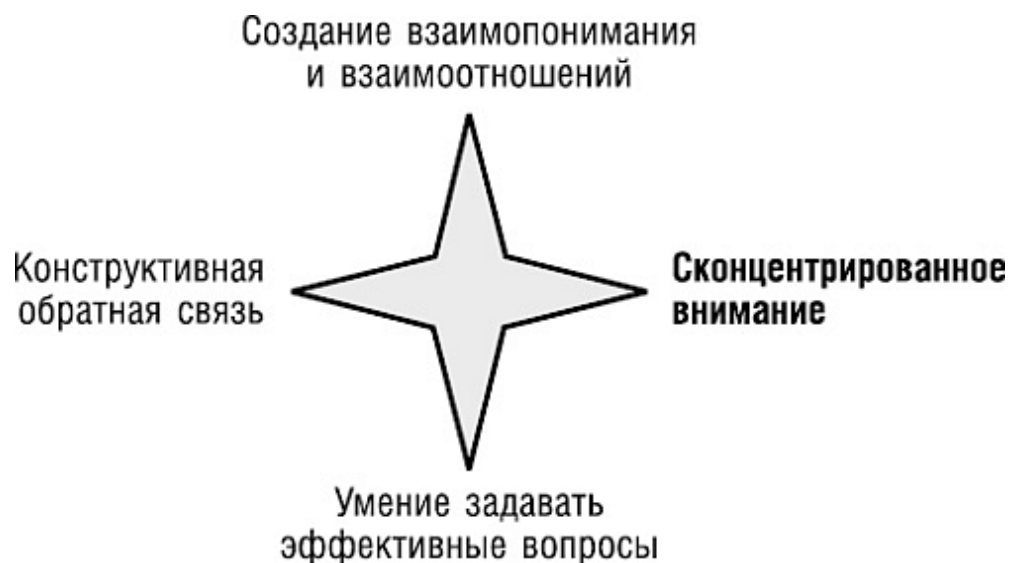 Создание взаимопонимания
и взаимоотношений
Конструктивная
обратная связь
Сконцентрированное
внимание
Умение задавать
эффективные вопросы